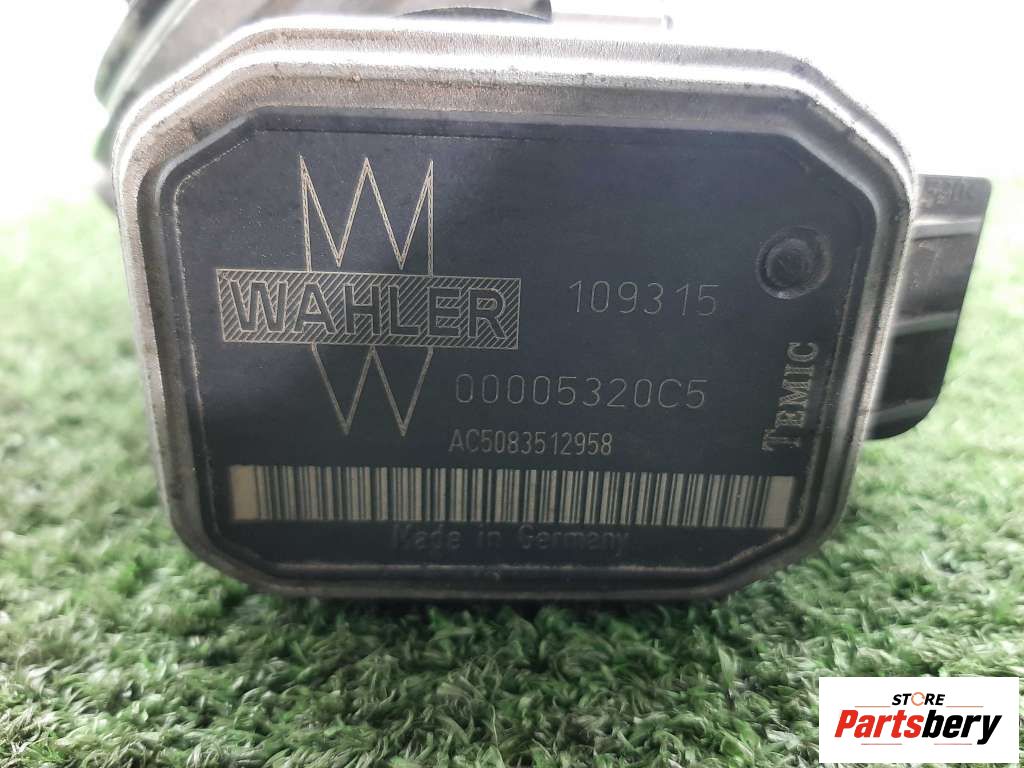 WAHLER
109315
00005320C5
AC5083512958
TEMIC
Made in Germany
STORE
Partsbery